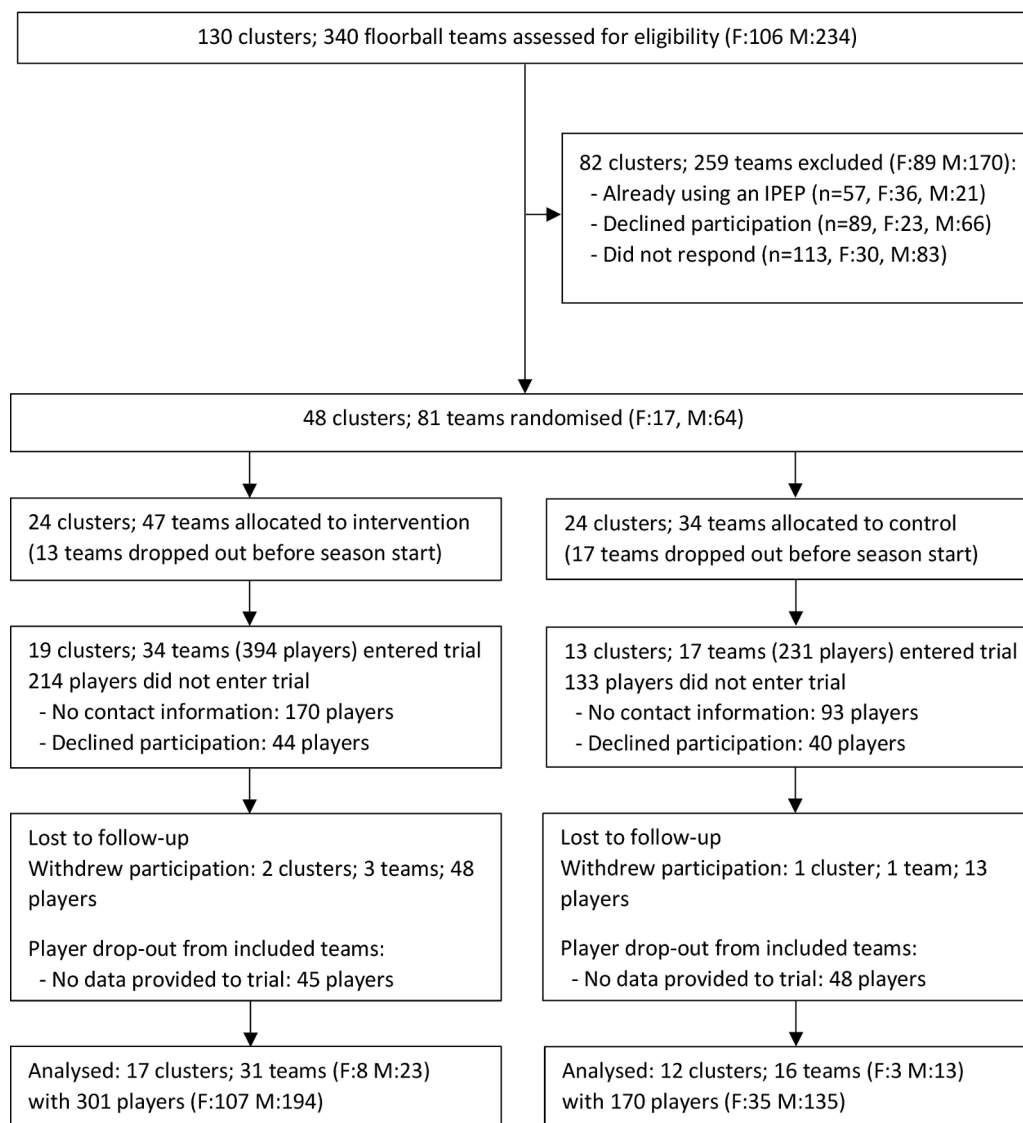 130 clusters; 340 floorball teams assessed for eligibility (F:106 M:234)
82 clusters; 259 teams excluded (F:89 M:170):
- Already using an IPEP (n=57, F:36, M:21)
- Declined participation (n=89, F:23, M:66)
- Did not respond (n=113, F:30, M:83)
48 clusters; 81 teams randomised (F:17, M:64)
24 clusters; 47 teams allocated to intervention
(13 teams dropped out before season start)
24 clusters; 34 teams allocated to control
(17 teams dropped out before season start)
19 clusters; 34 teams (394 players) entered trial
214 players did not enter trial
- No contact information: 170 players
- Declined participation: 44 players
13 clusters; 17 teams (231 players) entered trial
133 players did not enter trial
- No contact information: 93 players
- Declined participation: 40 players
Lost to follow-up
Withdrew participation: 2 clusters; 3 teams; 48
players
Player drop-out from included teams:
- No data provided to trial: 45 players
Lost to follow-up
Withdrew participation: 1 cluster; 1 team; 13
players
Player drop-out from included teams:
- No data provided to trial: 48 players
Analysed: 17 clusters; 31 teams (F:8 M:23)
with 301 players (F:107 M:194)
Analysed: 12 clusters; 16 teams (F:3 M:13)
with 170 players (F:35 M:135)